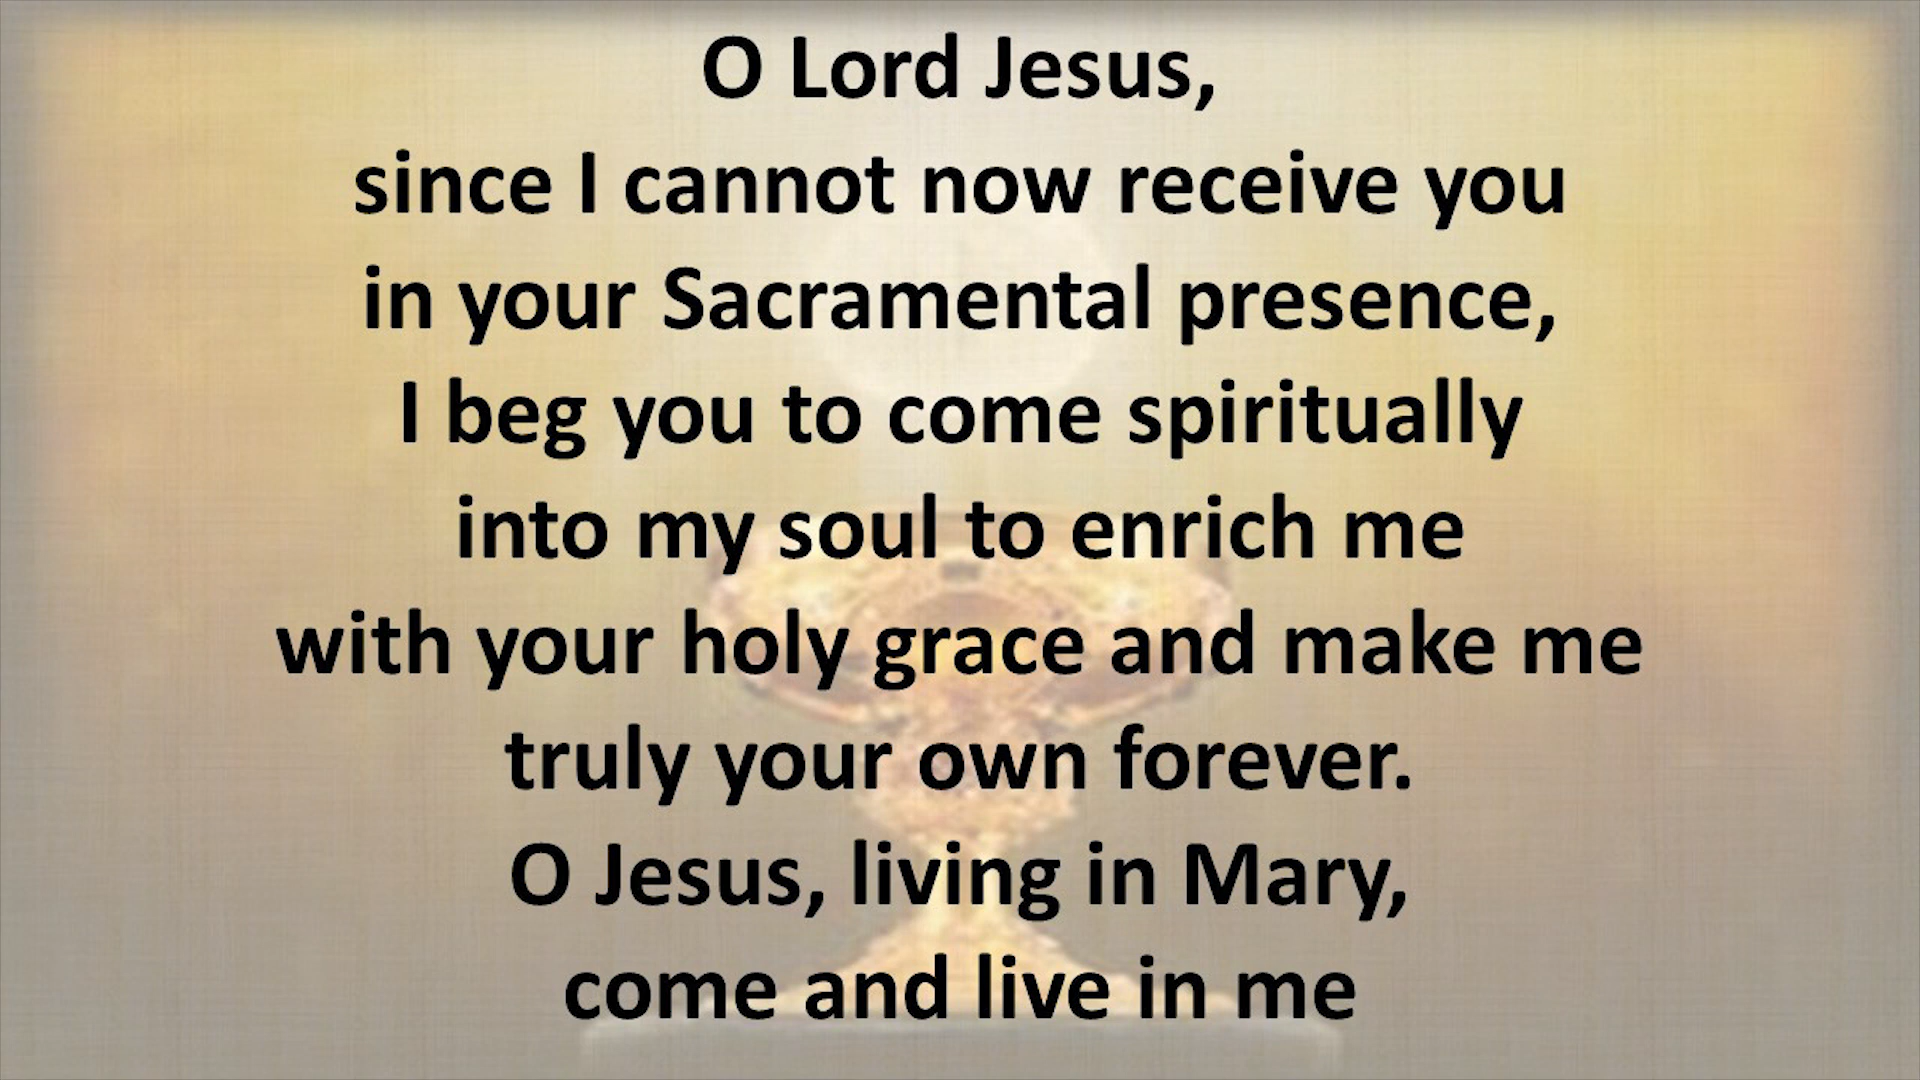 O Lord Jesus,
since I cannot now receive you
in your Sacramental presence,
I beg you to come spiritually
into my soul to enrich me
with your holy grace and make me
truly your own forever.
O Jesus, living in Mary,
come and live in me